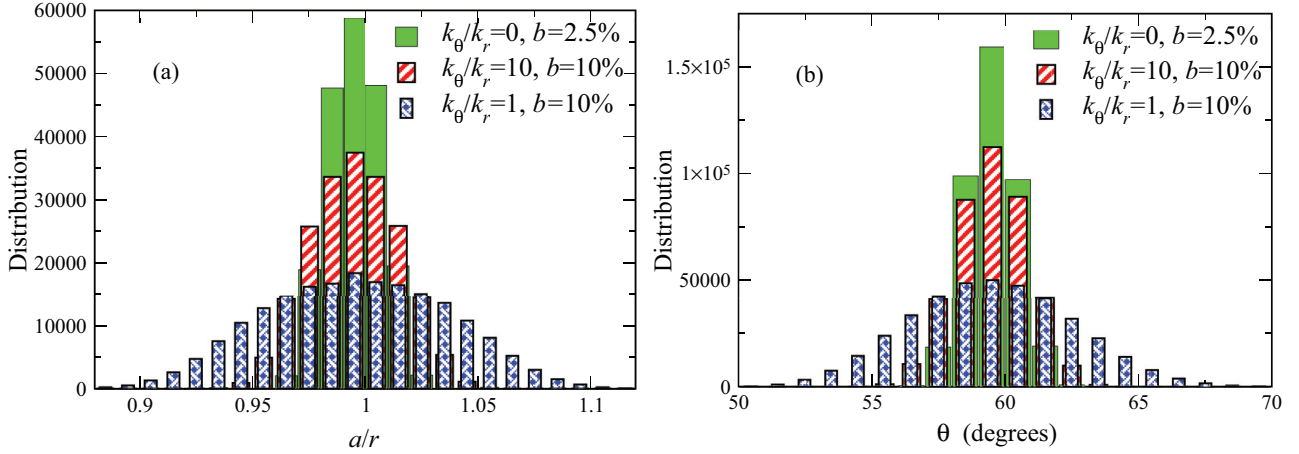 60000
50000
40000
30000
20000
10000
0
Distribution
(a)
kθ/kr=0, b=2.5%
kθ/kr=10, b=10%
kθ/kr=1, b=10%
0.9 0.95 1 1.05 1.1
a/r
1.5×10⁵
1×10⁵
50000
0
Distribution
(b)
kθ/kr=0, b=2.5%
kθ/kr=10, b=10%
kθ/kr=1, b=10%
50 55 60 65 70
θ (degrees)